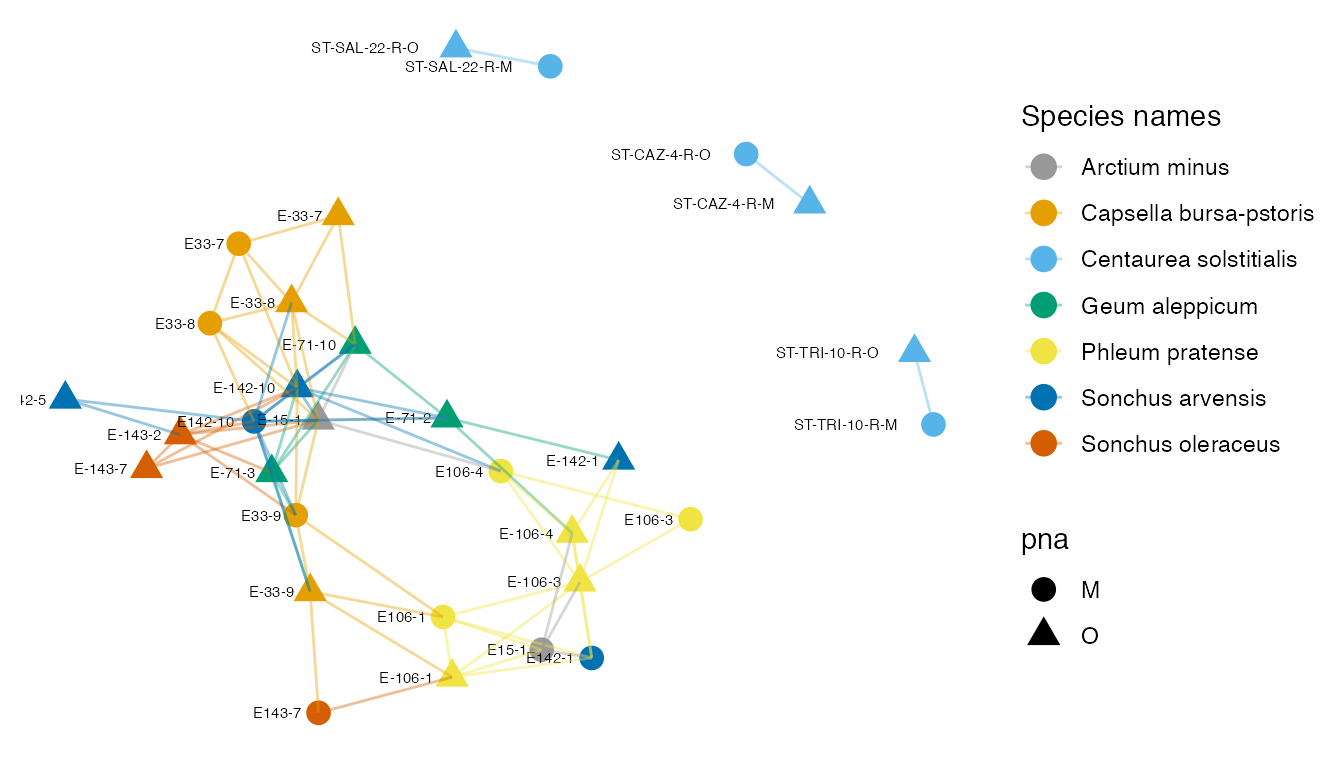 ST-SAL-22-R-O
ST-SAL-22-R-M
ST-CAZ-4-R-O
ST-CAZ-4-R-M
E-33-7
E33-7
E-33-8
E33-8
E-71-10
ST-TRI-10-R-O
E-142-10
42-5
E142-10
E-15-1
E-71-2
ST-TRI-10-R-M
E-143-2
E-143-7
E-71-3
E106-4
E-142-1
E33-9
E106-3
E-106-4
E-106-3
E-33-9
E106-1
E15-1
E142-1
E-106-1
E143-7
Species names
Arctium minus
Capsella bursa-pstoris
Centaurea solstitialis
Geum aleppicum
Phleum pratense
Sonchus arvensis
Sonchus oleraceus
pna
M
O